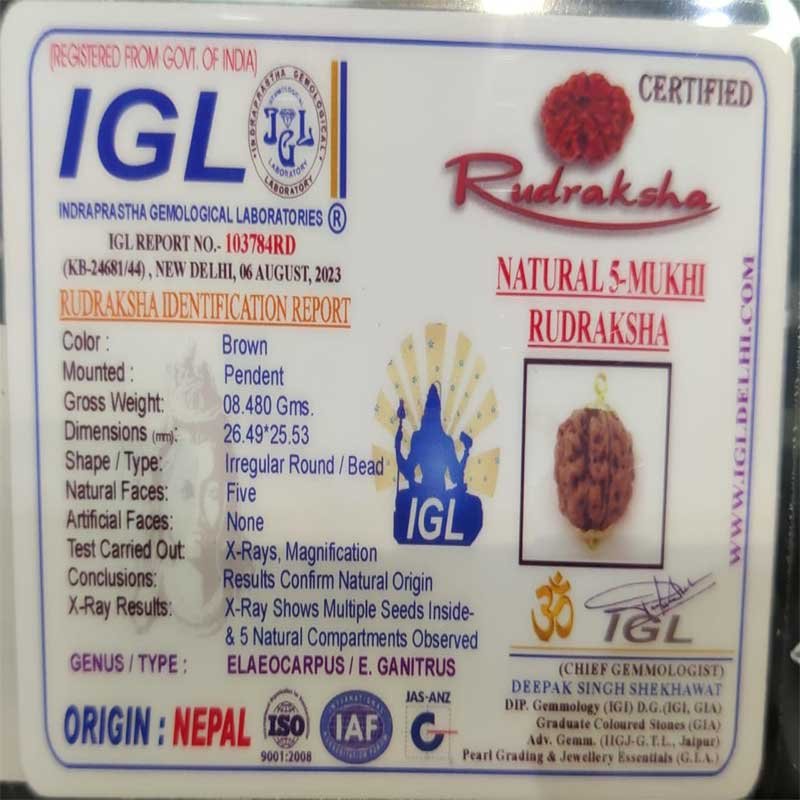 (REGISTERED FROM GOVT. OF INDIA)
IGL
INDRAPRASTHA GEMOLOGICAL LABORATORY
IGL
CERTIFIED
Rudraksha
INDRAPRASTHA GEMOLOGICAL LABORATORIES ®
IGL REPORT NO.- 103784RD
(KB-24681/44) , NEW DELHI, 06 AUGUST, 2023
RUDRAKSHA IDENTIFICATION REPORT
NATURAL 5-MUKHI
RUDRAKSHA
Color : Brown
Mounted : Pendent
Gross Weight: 08.480 Gms.
Dimensions (mm): 26.49*25.53
Shape / Type: Irregular Round / Bead
Natural Faces: Five
Artificial Faces: None
Test Carried Out: X-Rays, Magnification
Conclusions: Results Confirm Natural Origin
X-Ray Results: X-Ray Shows Multiple Seeds Inside-
& 5 Natural Compartments Observed
GENUS / TYPE : ELAEOCARPUS / E. GANITRUS
IGL
WWW.IGLDELHI.COM
ॐ
IGL
ORIGIN : NEPAL
ISO
9001:2008
IAF
JAS-ANZ
(CHIEF GEMMOLOGIST)
DEEPAK SINGH SHEKHAWAT
DIP. Gemmology (IGI) D.G.(IGI, GIA)
Graduate Coloured Stones (GIA)
Adv. Gemm. (IIGJ-G.T.L., Jaipur)
Pearl Grading & Jewellery Essentials (G.I.A.)